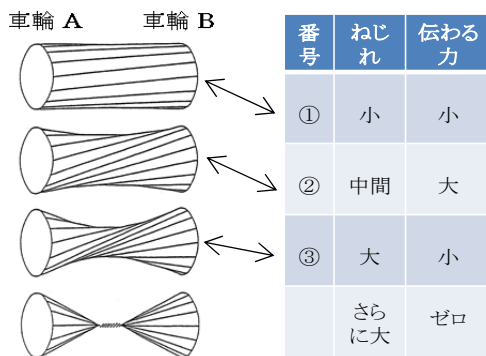 車輪 A 車輪 B
番号 ねじれ 伝わる力
① 小 小
② 中間 大
③ 大 小
さらに大 ゼロ